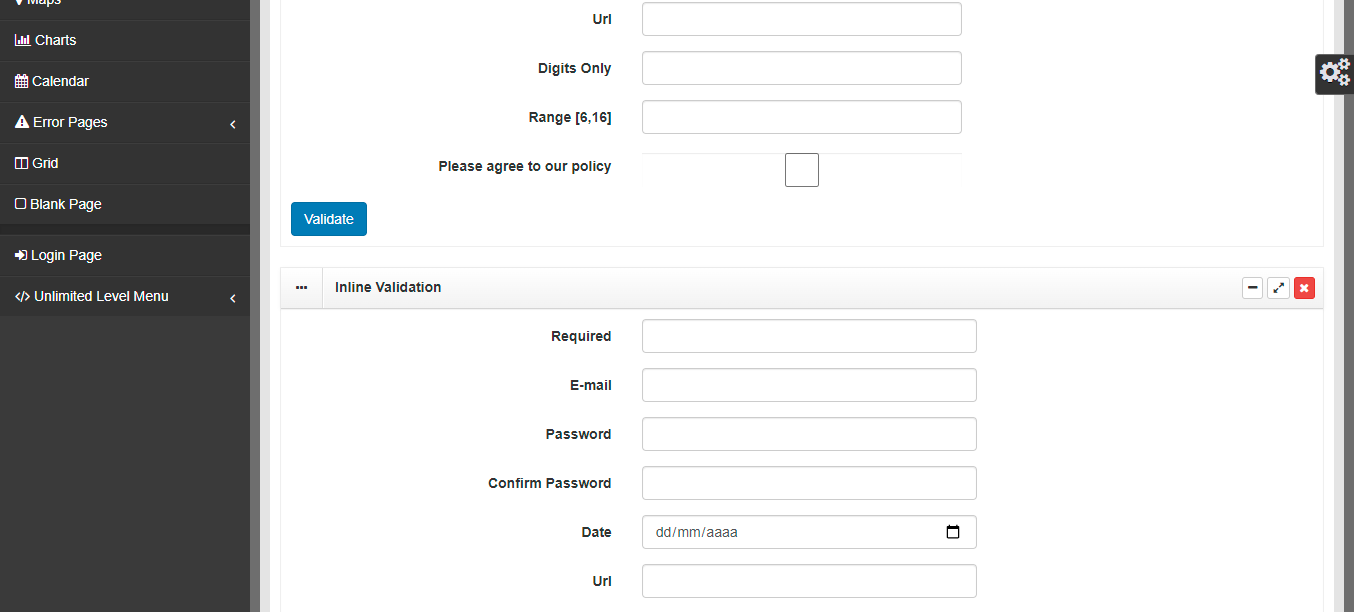 Maps
Charts
Calendar
Error Pages
Grid
Blank Page
Login Page
Unlimited Level Menu
Url
Digits Only
Range [6,16]
Please agree to our policy
Validate
Inline Validation
Required
E-mail
Password
Confirm Password
Date
dd/mm/aaaa
Url